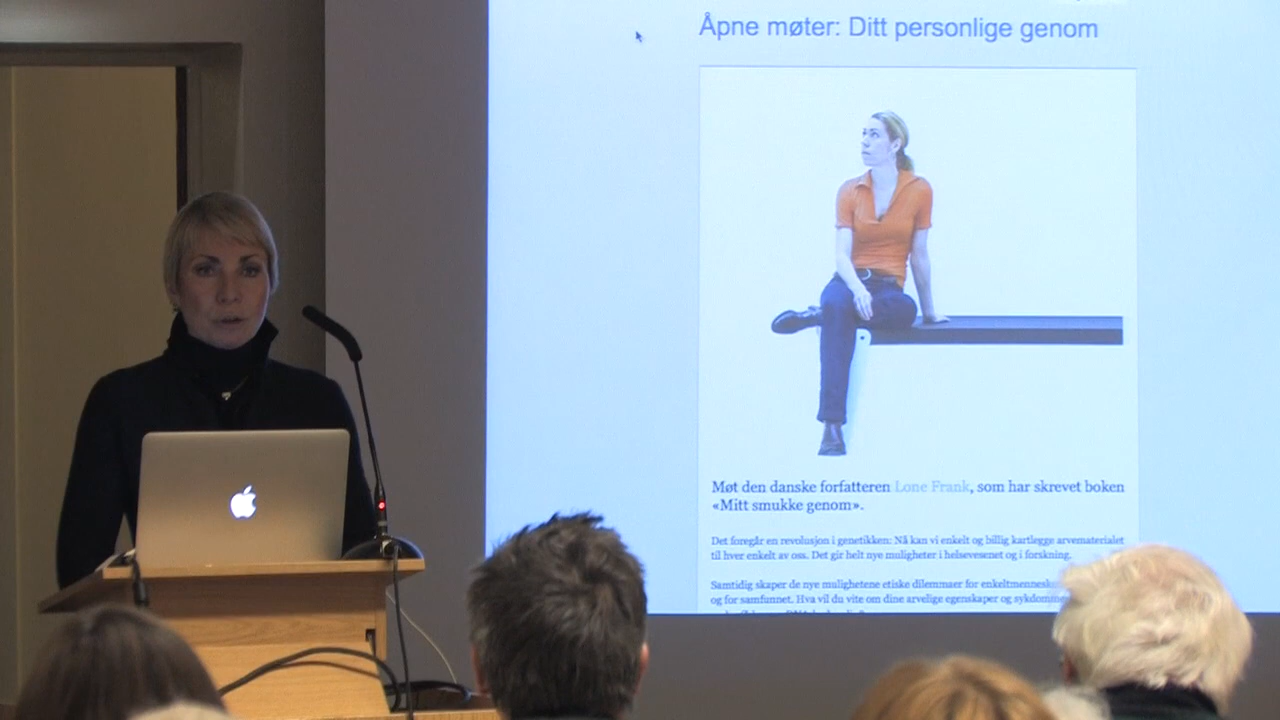 Åpne møter: Ditt personlige genom
Møt den danske forfatteren Lone Frank, som har skrevet boken
«Mitt smukke genom».
Det foregår en revolusjon i genetikken: Nå kan vi enkelt og billig kartlegge arvematerialet
til hver enkelt av oss. Det gir helt nye muligheter i helsevesenet og i forskning.
Samtidig skaper de nye mulighetene etiske dilemmaer for
og for samfunnet. Hva vil du vite om dine arvelige egenskaper og